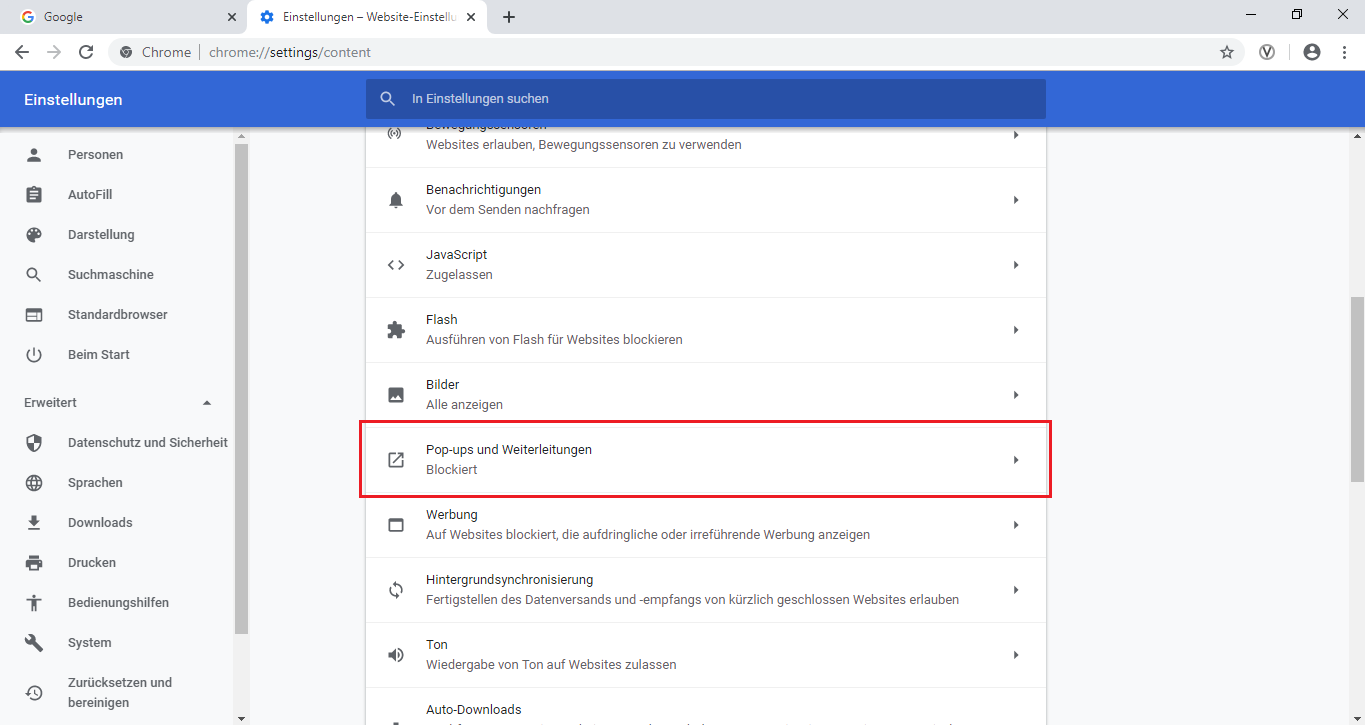 Google
Einstellungen – Website-Einstellu
Chrome
chrome://settings/content
Einstellungen
In Einstellungen suchen
Personen
AutoFill
Darstellung
Suchmaschine
Standardbrowser
Beim Start
Erweitert
Datenschutz und Sicherheit
Sprachen
Downloads
Drucken
Bedienungshilfen
System
Zurücksetzen und
bereinigen
Bewegungssensoren
Websites erlauben, Bewegungssensoren zu verwenden
Benachrichtigungen
Vor dem Senden nachfragen
JavaScript
Zugelassen
Flash
Ausführen von Flash für Websites blockieren
Bilder
Alle anzeigen
Pop-ups und Weiterleitungen
Blockiert
Werbung
Auf Websites blockiert, die aufdringliche oder irreführende Werbung anzeigen
Hintergrundsynchronisierung
Fertigstellen des Datenversands und -empfangs von kürzlich geschlossen Websites erlauben
Ton
Wiedergabe von Ton auf Websites zulassen
Auto-Downloads